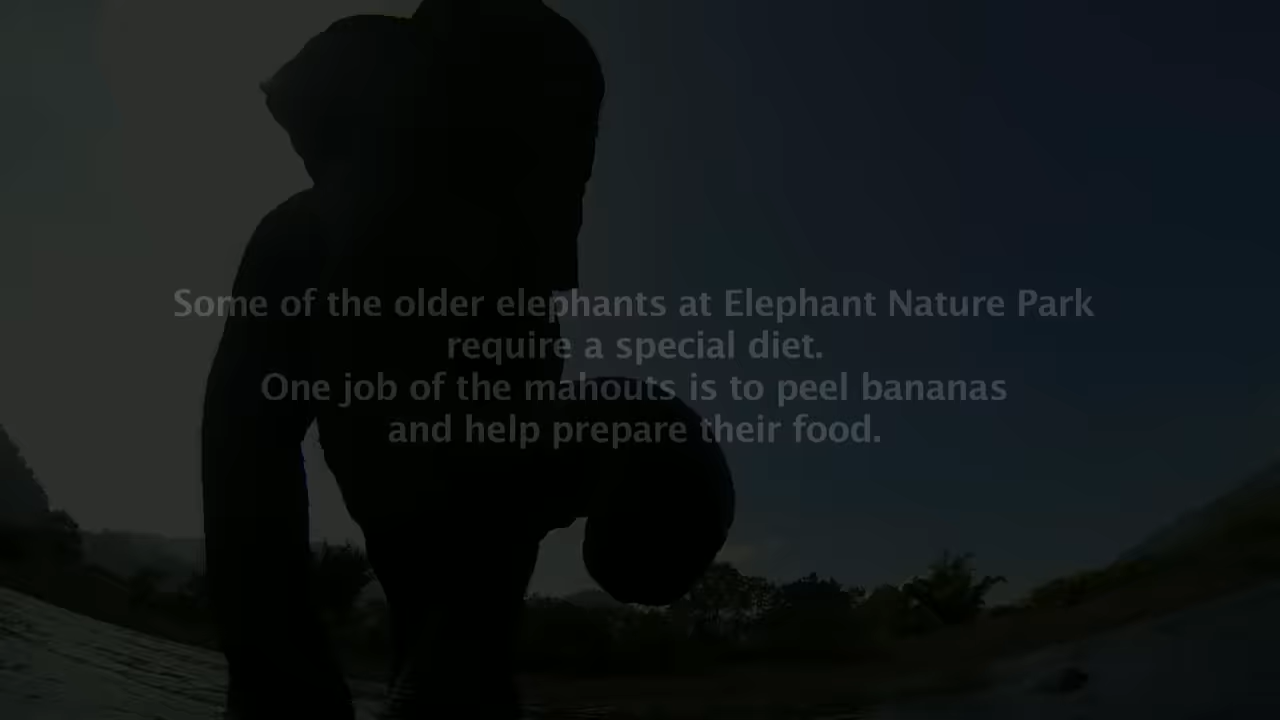 Some of the older elephants at Elephant Nature Park
require a special diet.
One job of the mahouts is to peel bananas
and help prepare their food.